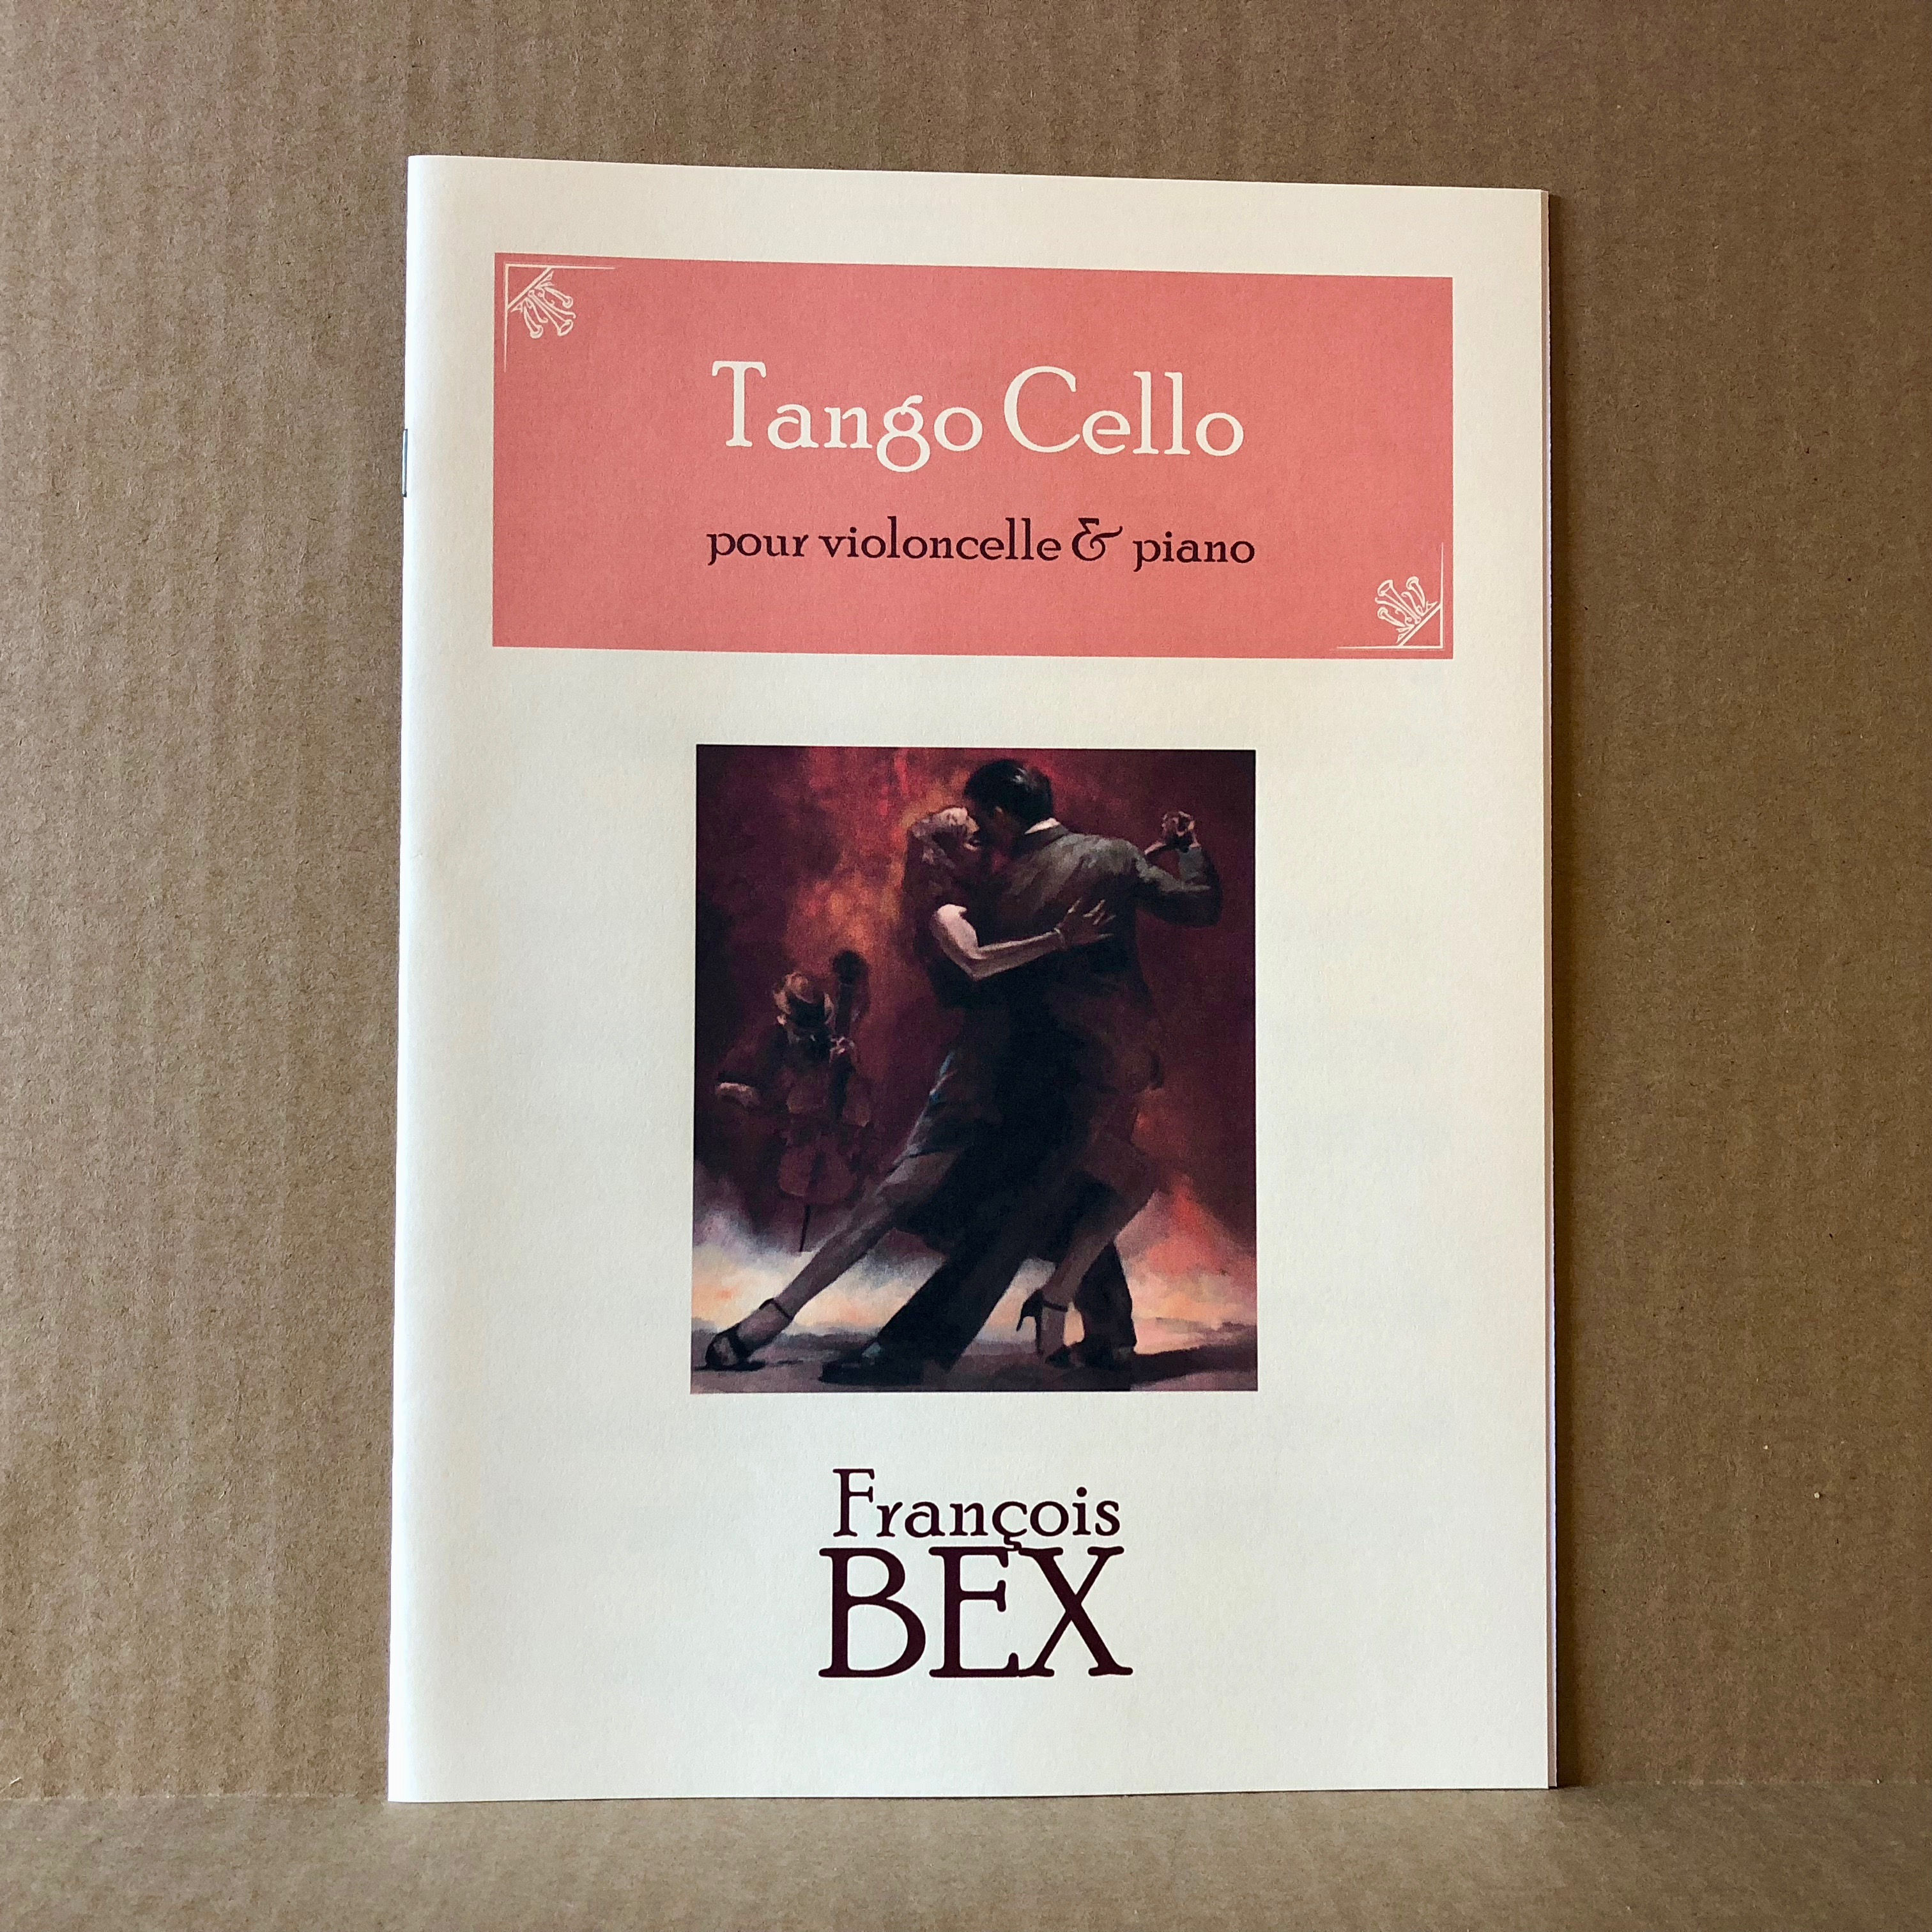 Tango Cello
pour violoncelle & piano
François
BEX